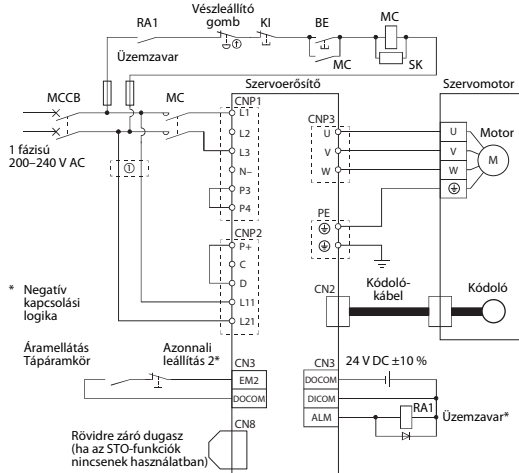 Vészleállító
gomb
RA1
KI
BE
MC
Üzemzavar
MC
SK
MCCB
MC
Szervoerősítő
Szervomotor
CNP1
L1
L2
L3
N–
P3
P4
CNP3
U
V
W
U
V
W
Motor
M
1 fázisú
200–240 V AC
①
PE
CNP2
P+
C
D
L11
L21
* Negatív
kapcsolási
logika
CN2
Kódoló-
kábel
Kódoló
Áramellátás
Tápáramkör
Azonnali
leállítás 2*
CN3
EM2
DOCOM
CN3
DOCOM
DICOM
ALM
24 V DC ±10 %
RA1
Üzemzavar*
CN8
Rövidre záró dugasz
(ha az STO-funkciók
nincsenek használatban)